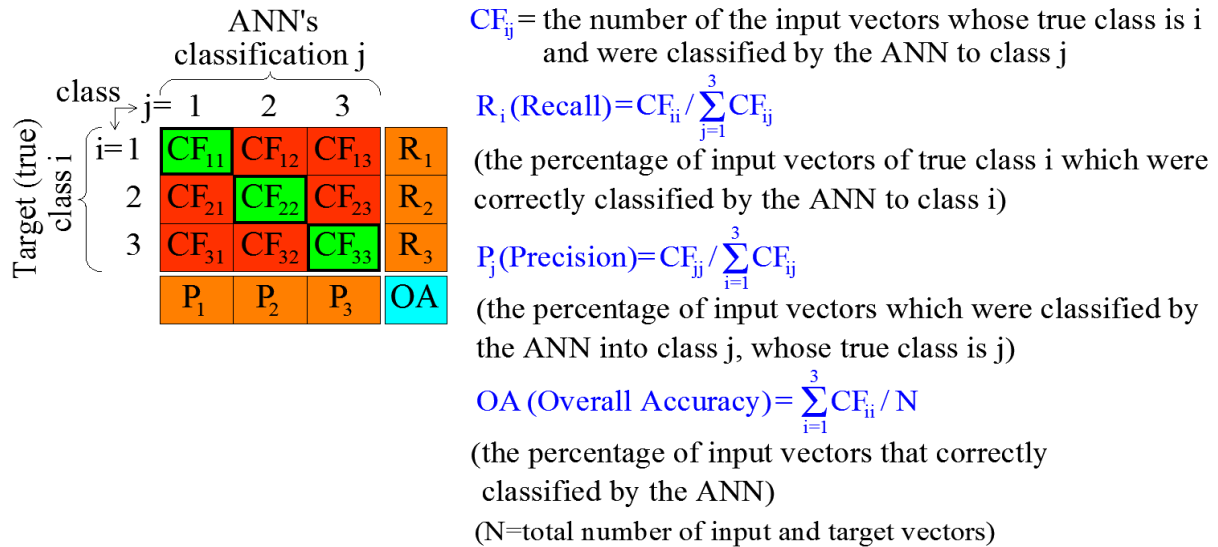 ANN's
classification j
class
j= 1 2 3
Target (true)
class i
i=1 CF₁₁ CF₁₂ CF₁₃ R₁
2 CF₂₁ CF₂₂ CF₂₃ R₂
3 CF₃₁ CF₃₂ CF₃₃ R₃
P₁ P₂ P₃ OA
CFᵢⱼ= the number of the input vectors whose true class is i
and were classified by the ANN to class j
Rᵢ (Recall)=CFᵢᵢ / ∑_{j=1}^{3} CFᵢⱼ
(the percentage of input vectors of true class i which were
correctly classified by the ANN to class i)
Pⱼ (Precision)=CFⱼⱼ / ∑_{i=1}^{3} CFᵢⱼ
(the percentage of input vectors which were classified by
the ANN into class j, whose true class is j)
OA (Overall Accuracy)= ∑_{i=1}^{3} CFᵢᵢ / N
(the percentage of input vectors that correctly
classified by the ANN)
(N=total number of input and target vectors)